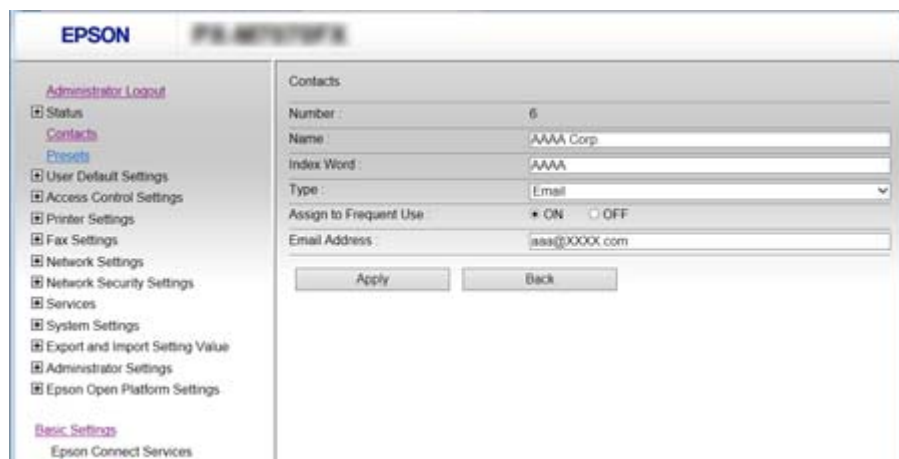 EPSON
Administrator Logout
Status
Contacts
Presets
User Default Settings
Access Control Settings
Printer Settings
Fax Settings
Network Settings
Network Security Settings
Services
System Settings
Export and Import Setting Value
Administrator Settings
Epson Open Platform Settings
Basic Settings
Epson Connect Services
Contacts
Number : 6
Name : AAAA Corp.
Index Word : AAAA
Type : Email
Assign to Frequent Use : ON OFF
Email Address : aaa@XXXX.com
Apply Back